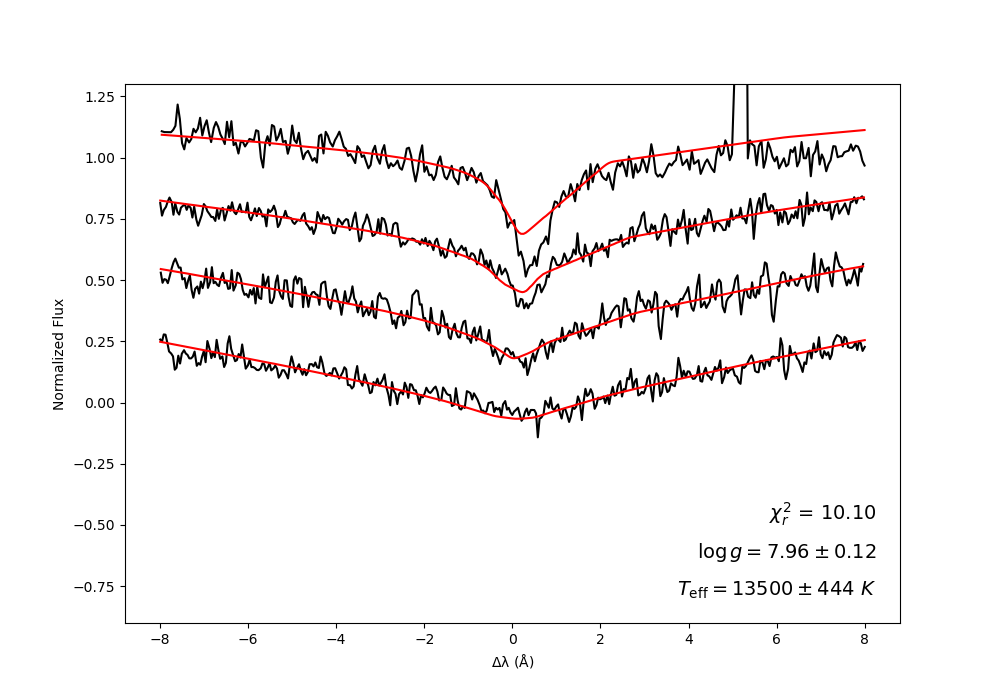 1.25
1.00
0.75
0.50
0.25
0.00
−0.25
−0.50
−0.75
Normalized Flux
χ²ᵣ = 10.10
log g = 7.96 ± 0.12
T_eff = 13500 ± 444 K
−8 −6 −4 −2 0 2 4 6 8
Δλ (Å)